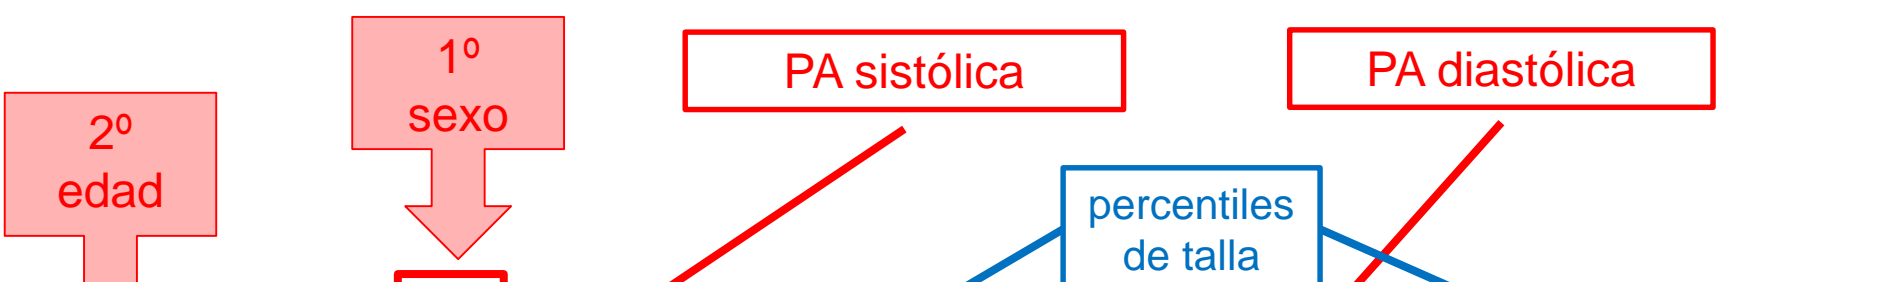 1º
sexo
PA sistólica
PA diastólica
2º
edad
percentiles
de talla